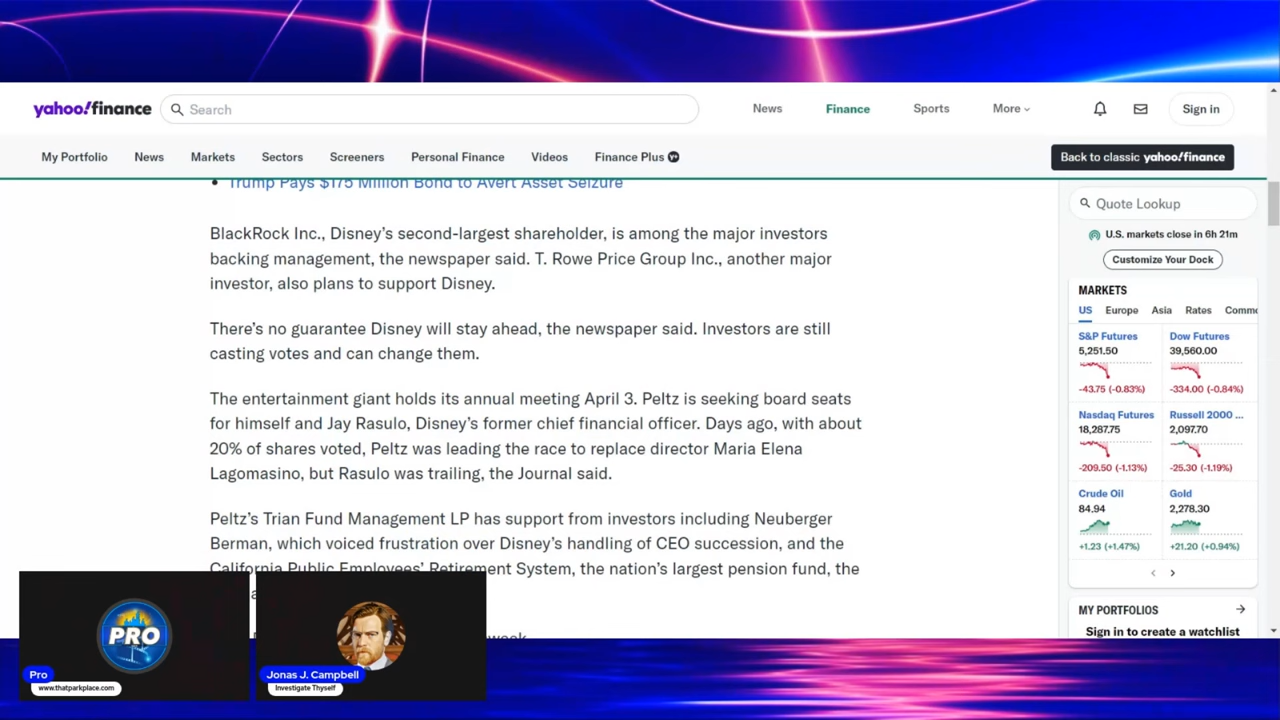 yahoo!finance
Search
News Finance Sports More
Sign in
My Portfolio News Markets Sectors Screeners Personal Finance Videos Finance Plus Y+
Back to classic yahoo!finance
• Trump Pays $175 Million Bond to Avert Asset Seizure
BlackRock Inc., Disney’s second-largest shareholder, is among the major investors
backing management, the newspaper said. T. Rowe Price Group Inc., another major
investor, also plans to support Disney.
There’s no guarantee Disney will stay ahead, the newspaper said. Investors are still
casting votes and can change them.
The entertainment giant holds its annual meeting April 3. Peltz is seeking board seats
for himself and Jay Rasulo, Disney’s former chief financial officer. Days ago, with about
20% of shares voted, Peltz was leading the race to replace director Maria Elena
Lagomasino, but Rasulo was trailing, the Journal said.
Peltz’s Trian Fund Management LP has support from investors including Neuberger
Berman, which voiced frustration over Disney’s handling of CEO succession, and the
California Public Employees’ Retirement System, the nation’s largest pension fund, the
week
Quote Lookup
U.S. markets close in 6h 21m
Customize Your Dock
MARKETS
US Europe Asia Rates Commo
S&P Futures
5,251.50
-43.75 (-0.83%)
Dow Futures
39,560.00
-334.00 (-0.84%)
Nasdaq Futures
18,287.75
-209.50 (-1.13%)
Russell 2000 ...
2,097.70
-25.30 (-1.19%)
Crude Oil
84.94
+1.23 (+1.47%)
Gold
2,278.30
+21.20 (+0.94%)
MY PORTFOLIOS
Sign in to create a watchlist
PRO
Pro
www.thatparkplace.com
Jonas J. Campbell
Investigate Thyself